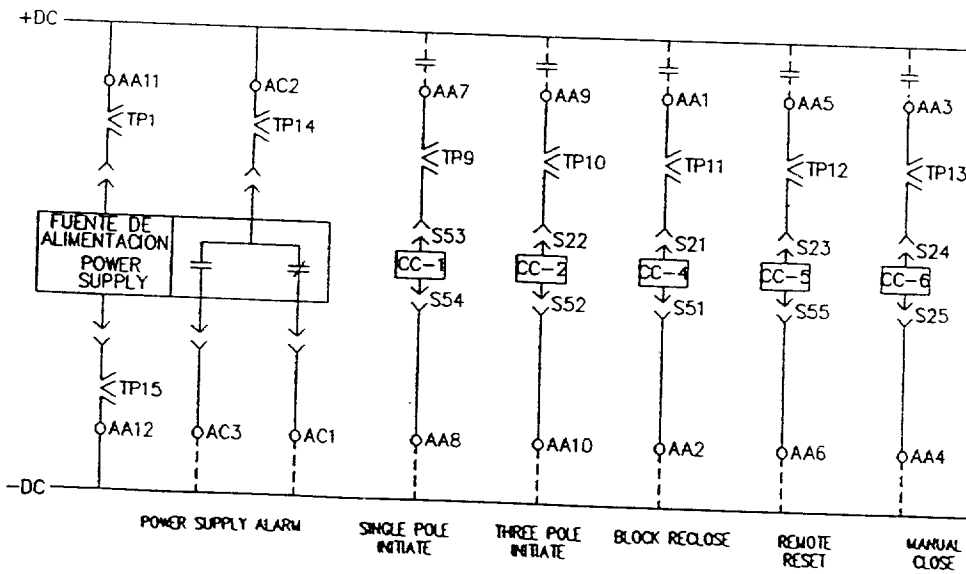 +DC
AA11
AC2
AA7
AA9
AA1
AA5
AA3
TP1
TP14
TP9
TP10
TP11
TP12
TP13
FUENTE DE
ALIMENTACION
POWER
SUPPLY
S53
S22
S21
S23
S24
CC-1
CC-2
CC-4
CC-5
CC-6
S54
S52
S51
S55
S25
TP15
AA12
AC3
AC1
AA8
AA10
AA2
AA6
AA4
-DC
POWER SUPPLY ALARM
SINGLE POLE
INITIATE
THREE POLE
INITIATE
BLOCK RECLOSE
REMOTE
RESET
MANUAL
CLOSE